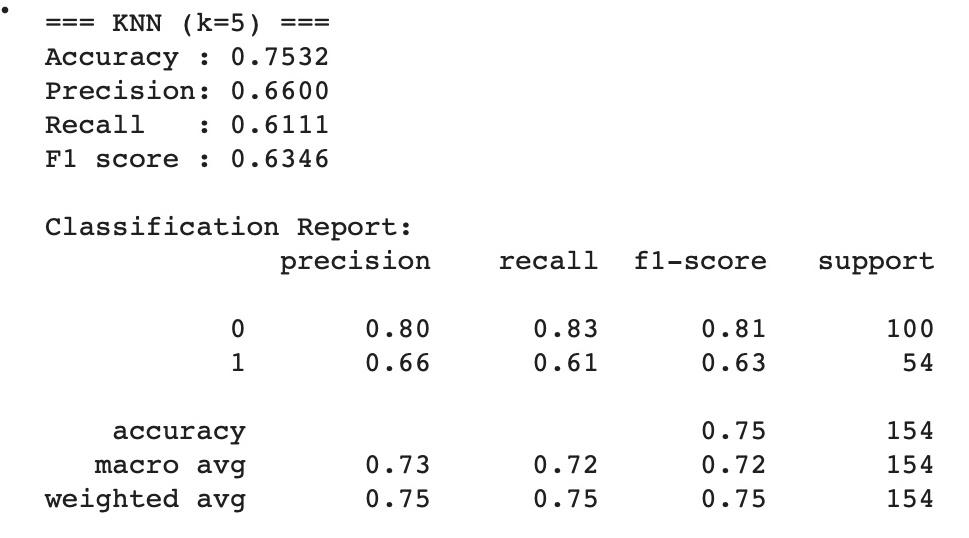 === KNN (k=5) ===
Accuracy : 0.7532
Precision: 0.6600
Recall   : 0.6111
F1 score : 0.6346
Classification Report:
precision recall f1-score support
0 0.80 0.83 0.81 100
1 0.66 0.61 0.63 54
accuracy 0.75 154
macro avg 0.73 0.72 0.72 154
weighted avg 0.75 0.75 0.75 154